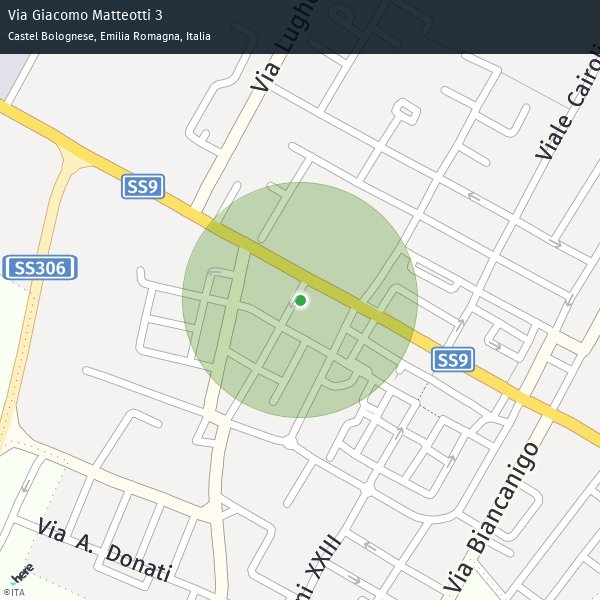 Via Giacomo Matteotti 3
Castel Bolognese, Emilia Romagna, Italia
Via Lugho
Viale Cairoli
SS9
SS306
SS9
Via Biancanigo
Via A. Donati
ni XXIII
here
©ITA